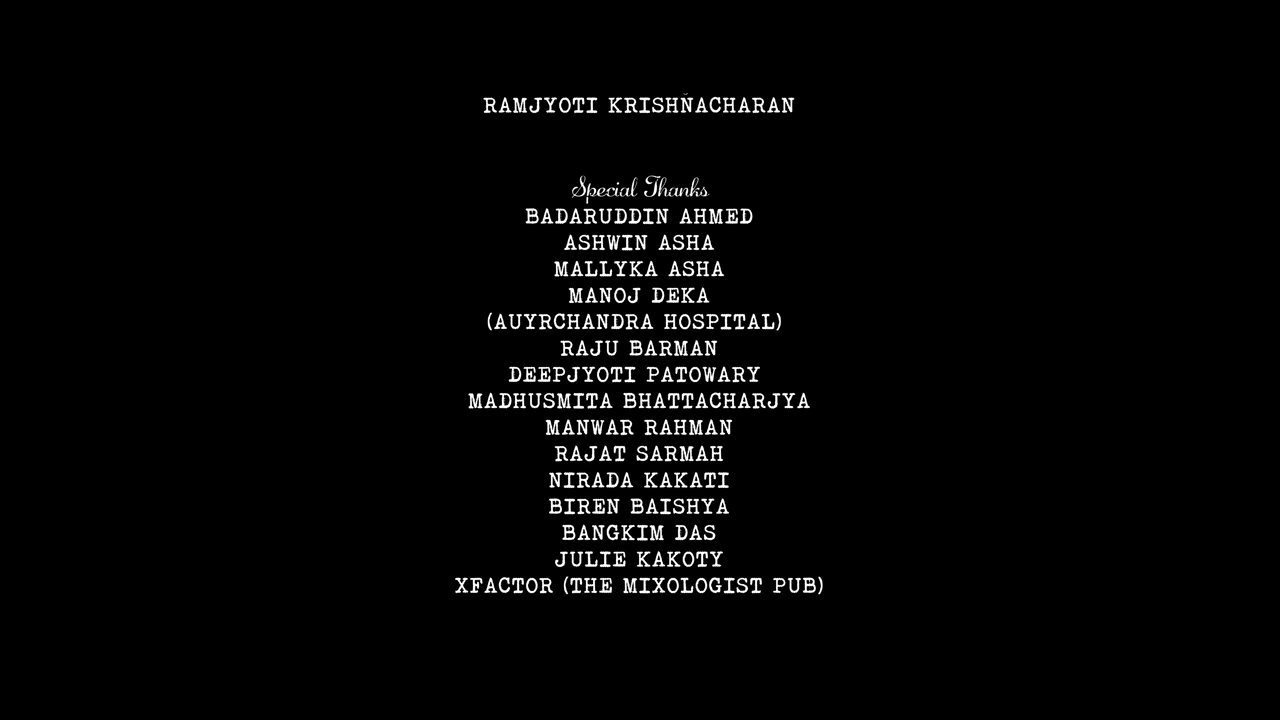 RAMJYOTI KRISHÑACHARAN
Special Thanks
BADARUDDIN AHMED
ASHWIN ASHA
MALLYKA ASHA
MANOJ DEKA
(AUYRCHANDRA HOSPITAL)
RAJU BARMAN
DEEPJYOTI PATOWARY
MADHUSMITA BHATTACHARJYA
MANWAR RAHMAN
RAJAT SARMAH
NIRADA KAKATI
BIREN BAISHYA
BANGKIM DAS
JULIE KAKOTY
XFACTOR (THE MIXOLOGIST PUB)